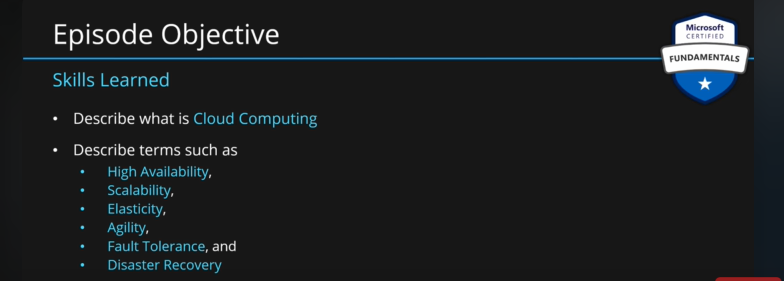 Episode Objective
Microsoft
CERTIFIED
FUNDAMENTALS
Skills Learned
• Describe what is Cloud Computing
• Describe terms such as
• High Availability,
• Scalability,
• Elasticity,
• Agility,
• Fault Tolerance, and
• Disaster Recovery